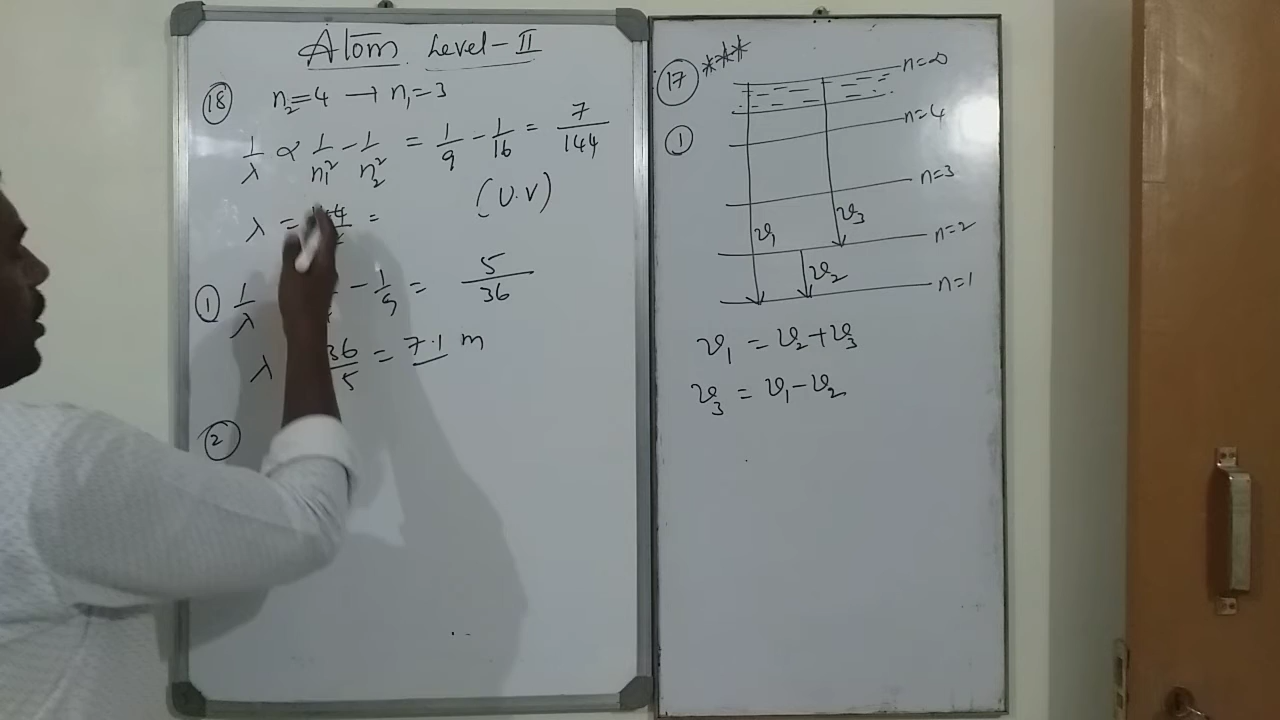 Atom Level-II
18 n₂=4 → n₁=3
1/λ ∝ 1/n₁² - 1/n₂² = 1/9 - 1/16 = 7/144
(U.V)
λ = =
1 1/λ - 1/9 = 5/36
λ 36/5 = 7.1 m
2
17 ***
n=∞
1
n=4
n=3
ν₁ ν₃
n=2
ν₂
n=1
ν₁ = ν₂+ν₃
ν₃ = ν₁-ν₂